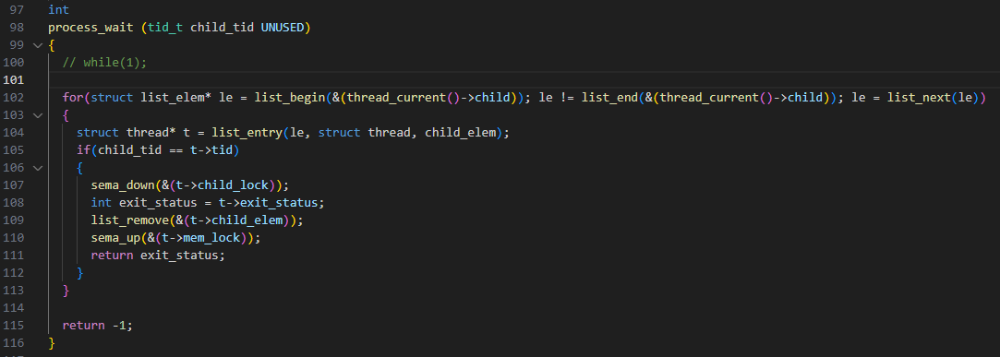 97 int
98 process_wait (tid_t child_tid UNUSED)
99 {
100 // while(1);
101
102 for(struct list_elem* le = list_begin(&(thread_current()->child)); le != list_end(&(thread_current()->child)); le = list_next(le))
103 {
104 struct thread* t = list_entry(le, struct thread, child_elem);
105 if(child_tid == t->tid)
106 {
107 sema_down(&(t->child_lock));
108 int exit_status = t->exit_status;
109 list_remove(&(t->child_elem));
110 sema_up(&(t->mem_lock));
111 return exit_status;
112 }
113 }
114
115 return -1;
116 }